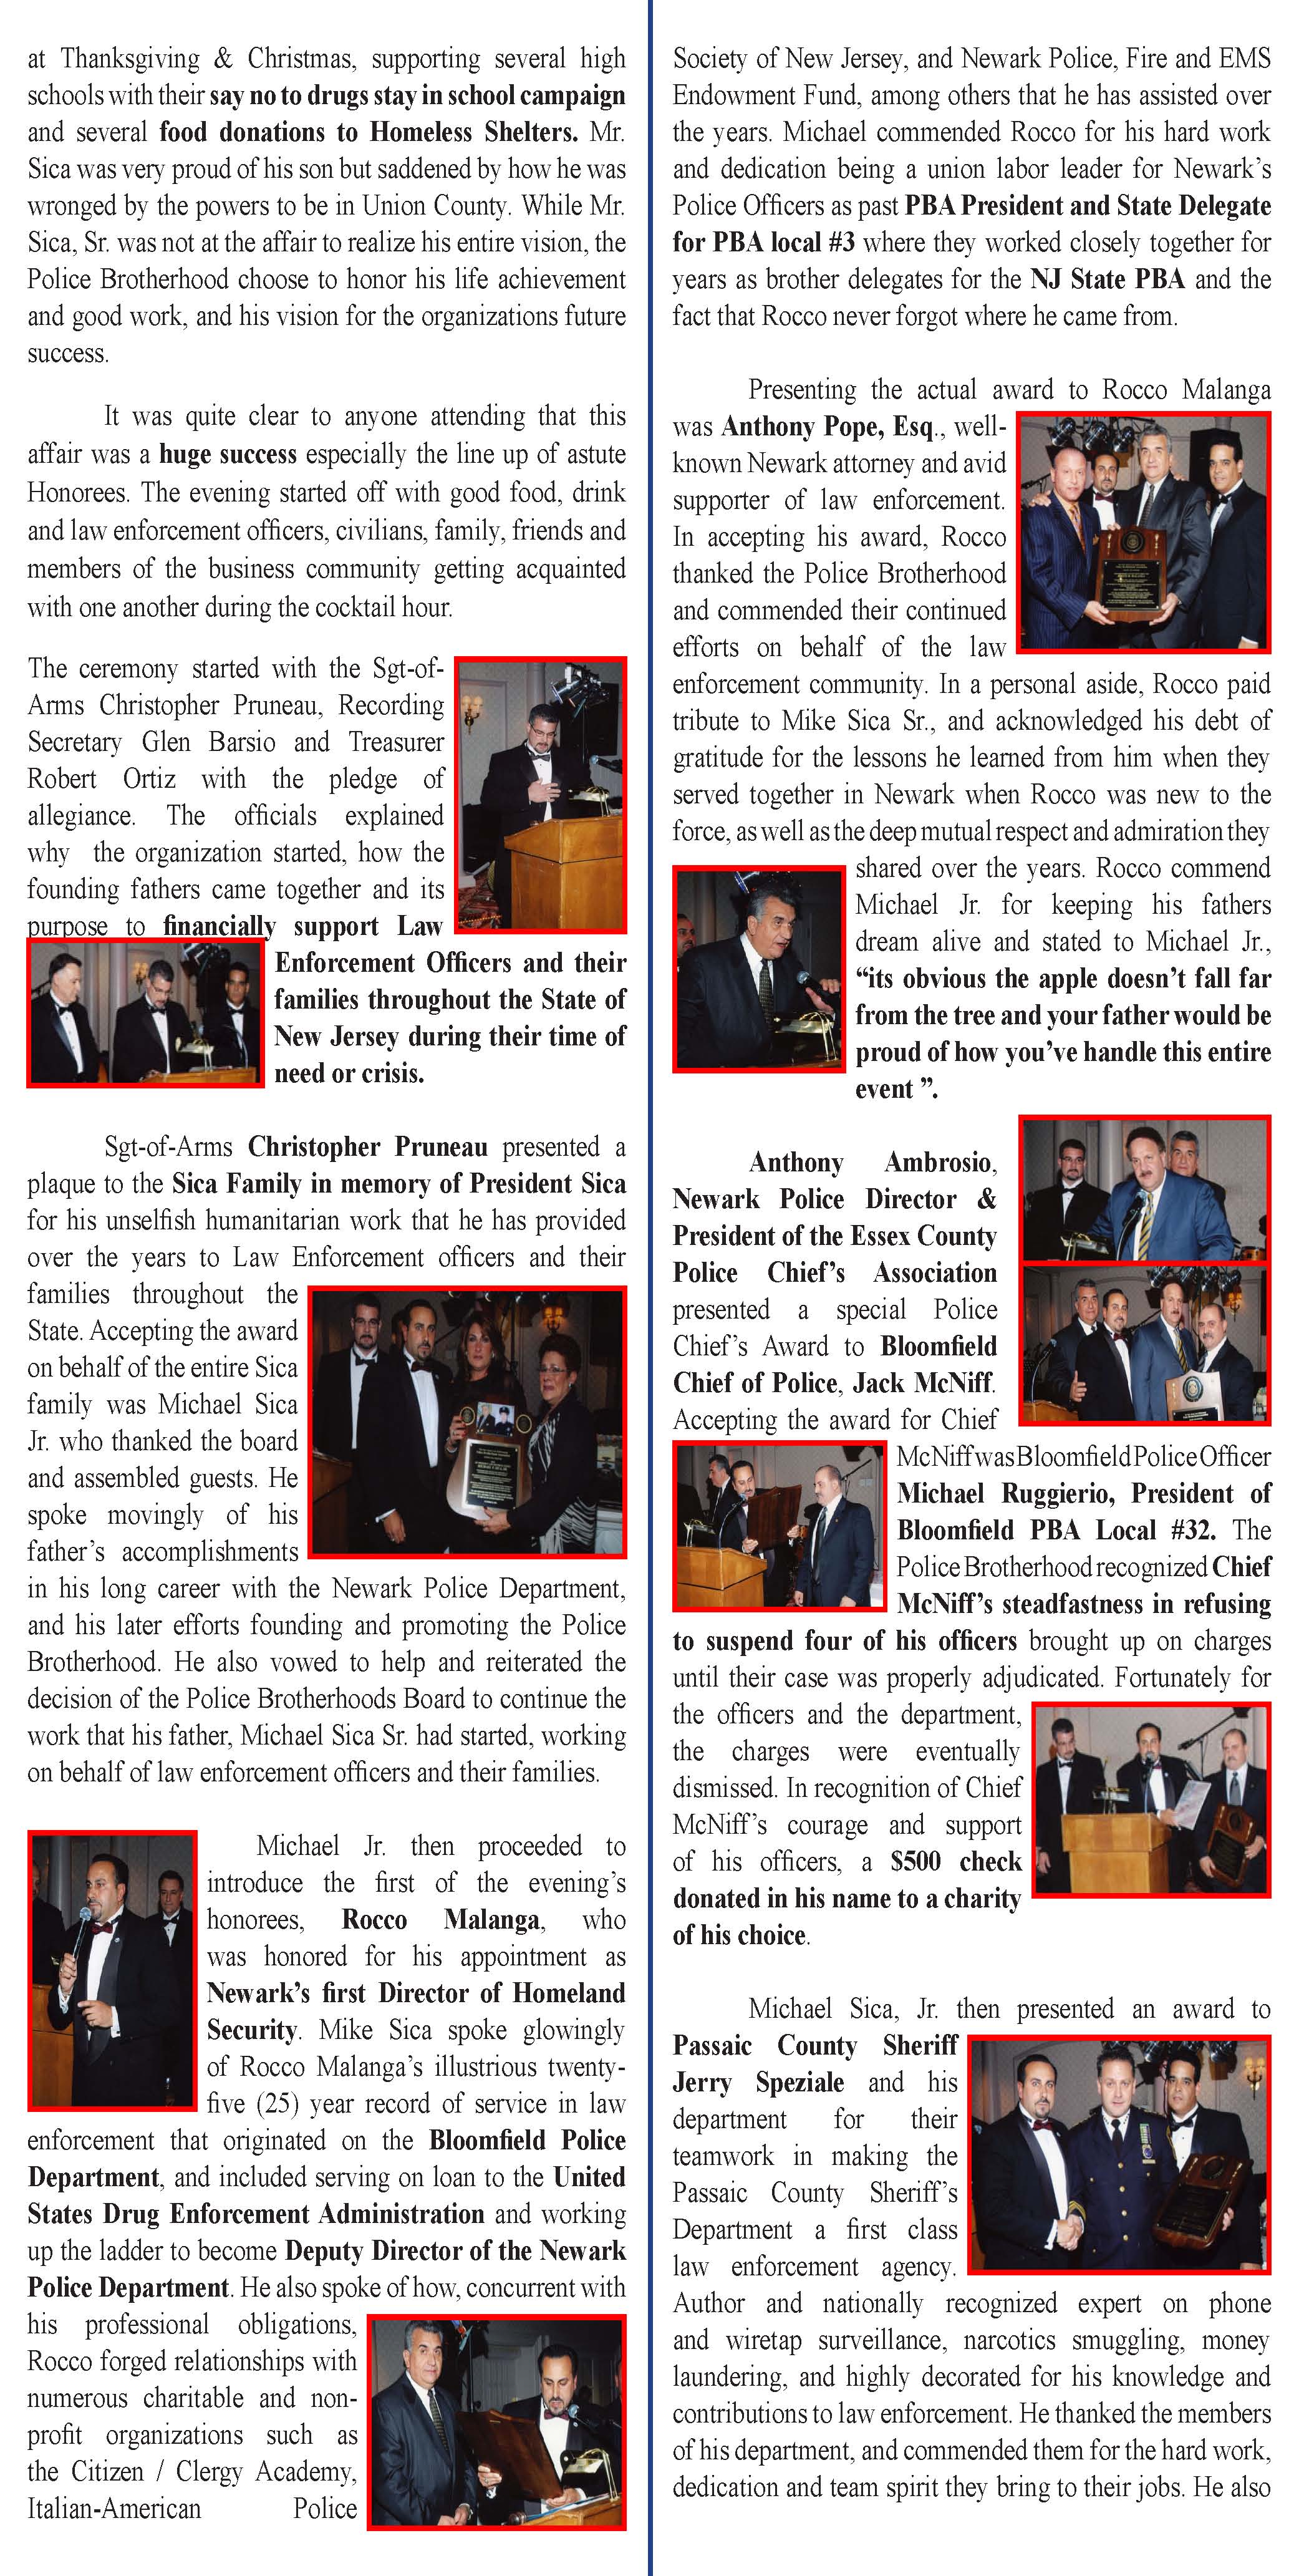 at Thanksgiving & Christmas, supporting several high
schools with their say no to drugs stay in school campaign
and several food donations to Homeless Shelters. Mr.
Sica was very proud of his son but saddened by how he was
wronged by the powers to be in Union County. While Mr.
Sica, Sr. was not at the affair to realize his entire vision, the
Police Brotherhood choose to honor his life achievement
and good work, and his vision for the organizations future
success.
It was quite clear to anyone attending that this
affair was a huge success especially the line up of astute
Honorees. The evening started off with good food, drink
and law enforcement officers, civilians, family, friends and
members of the business community getting acquainted
with one another during the cocktail hour.
The ceremony started with the Sgt-of-
Arms Christopher Pruneau, Recording
Secretary Glen Barsio and Treasurer
Robert Ortiz with the pledge of
allegiance. The officials explained
why the organization started, how the
founding fathers came together and its
purpose to financially support Law
Enforcement Officers and their
families throughout the State of
New Jersey during their time of
need or crisis.
Sgt-of-Arms Christopher Pruneau presented a
plaque to the Sica Family in memory of President Sica
for his unselfish humanitarian work that he has provided
over the years to Law Enforcement officers and their
families throughout the
State. Accepting the award
on behalf of the entire Sica
family was Michael Sica
Jr. who thanked the board
and assembled guests. He
spoke movingly of his
father's accomplishments
in his long career with the Newark Police Department,
and his later efforts founding and promoting the Police
Brotherhood. He also vowed to help and reiterated the
decision of the Police Brotherhoods Board to continue the
work that his father, Michael Sica Sr. had started, working
on behalf of law enforcement officers and their families.
Michael Jr. then proceeded to
introduce the first of the evening's
honorees, Rocco Malanga, who
was honored for his appointment as
Newark's first Director of Homeland
Security. Mike Sica spoke glowingly
of Rocco Malanga's illustrious twenty-
five (25) year record of service in law
enforcement that originated on the Bloomfield Police
Department, and included serving on loan to the United
States Drug Enforcement Administration and working
up the ladder to become Deputy Director of the Newark
Police Department. He also spoke of how, concurrent with
his professional obligations,
Rocco forged relationships with
numerous charitable and non-
profit organizations such as
the Citizen / Clergy Academy,
Italian-American Police
Society of New Jersey, and Newark Police, Fire and EMS
Endowment Fund, among others that he has assisted over
the years. Michael commended Rocco for his hard work
and dedication being a union labor leader for Newark's
Police Officers as past PBA President and State Delegate
for PBA local #3 where they worked closely together for
years as brother delegates for the NJ State PBA and the
fact that Rocco never forgot where he came from.
Presenting the actual award to Rocco Malanga
was Anthony Pope, Esq., well-
known Newark attorney and avid
supporter of law enforcement.
In accepting his award, Rocco
thanked the Police Brotherhood
and commended their continued
efforts on behalf of the law
enforcement community. In a personal aside, Rocco paid
tribute to Mike Sica Sr., and acknowledged his debt of
gratitude for the lessons he learned from him when they
served together in Newark when Rocco was new to the
force, as well as the deep mutual respect and admiration they
shared over the years. Rocco commend
Michael Jr. for keeping his fathers
dream alive and stated to Michael Jr.,
“its obvious the apple doesn't fall far
from the tree and your father would be
proud of how you've handle this entire
event ”.
Anthony Ambrosio,
Newark Police Director &
President of the Essex County
Police Chief's Association
presented a special Police
Chief's Award to Bloomfield
Chief of Police, Jack McNiff.
Accepting the award for Chief
McNiff was Bloomfield Police Officer
Michael Ruggierio, President of
Bloomfield PBA Local #32. The
Police Brotherhood recognized Chief
McNiff's steadfastness in refusing
to suspend four of his officers brought up on charges
until their case was properly adjudicated. Fortunately for
the officers and the department,
the charges were eventually
dismissed. In recognition of Chief
McNiff's courage and support
of his officers, a $500 check
donated in his name to a charity
of his choice.
Michael Sica, Jr. then presented an award to
Passaic County Sheriff
Jerry Speziale and his
department for their
teamwork in making the
Passaic County Sheriff's
Department a first class
law enforcement agency.
Author and nationally recognized expert on phone
and wiretap surveillance, narcotics smuggling, money
laundering, and highly decorated for his knowledge and
contributions to law enforcement. He thanked the members
of his department, and commended them for the hard work,
dedication and team spirit they bring to their jobs. He also